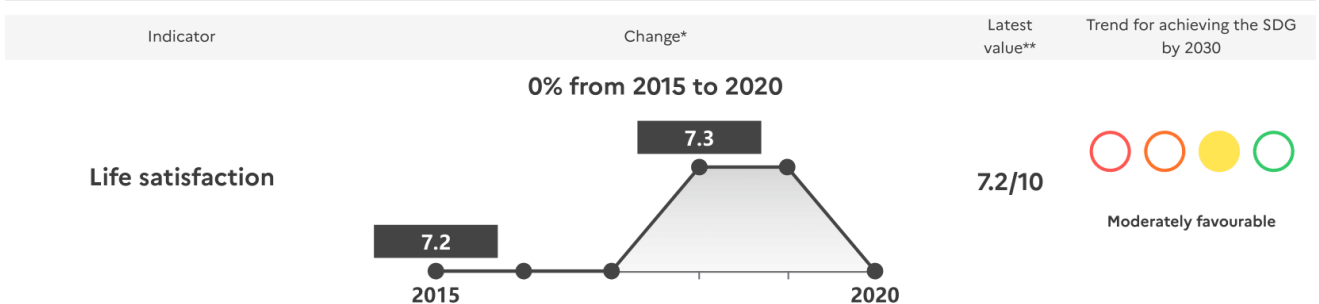 Indicator
Change*
Latest
value**
Trend for achieving the SDG
by 2030
0% from 2015 to 2020
7.3
Life satisfaction
7.2/10
Moderately favourable
7.2
2015
2020